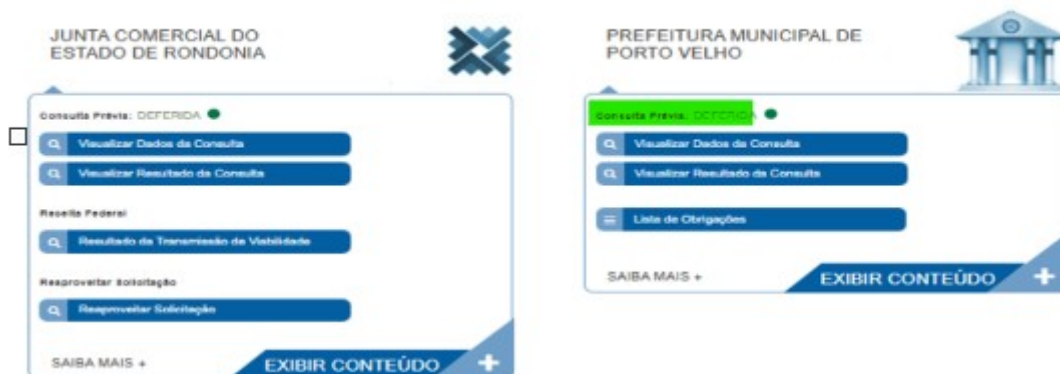 JUNTA COMERCIAL DO
ESTADO DE RONDONIA
Consulta Prévia: DEFERIDA
Visualizar Dados da Consulta
Visualizar Resultado da Consulta
Receita Federal
Resultado da Transmissão de Viabilidade
Reaproveitar Solicitação
Reaproveitar Solicitação
SAIBA MAIS +
EXIBIR CONTEÚDO +
PREFEITURA MUNICIPAL DE
PORTO VELHO
Consulta Prévia: DEFERIDA
Visualizar Dados da Consulta
Visualizar Resultado da Consulta
Lista de Obrigações
SAIBA MAIS +
EXIBIR CONTEÚDO +